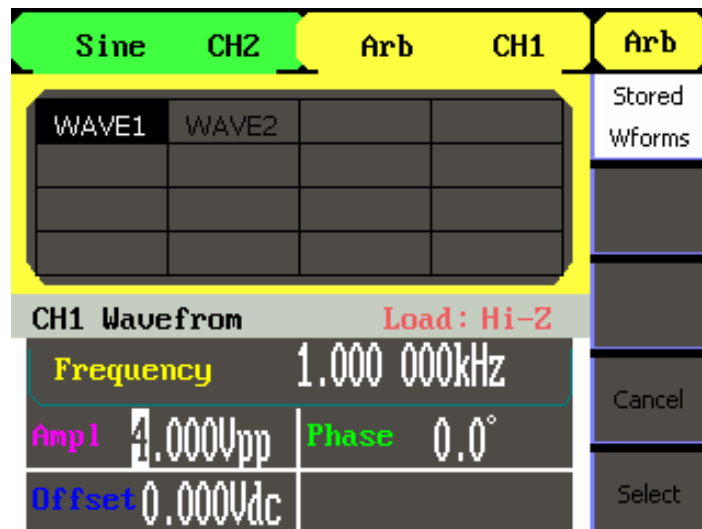 Sine CH2 Arb CH1 Arb
Stored
Wforms
WAVE1 WAVE2
CH1 Wavefrom Load: Hi-Z
Frequency 1.000 000kHz
Cancel
Ampl 4.000Vpp Phase 0.0°
Offset 0.000Vdc
Select